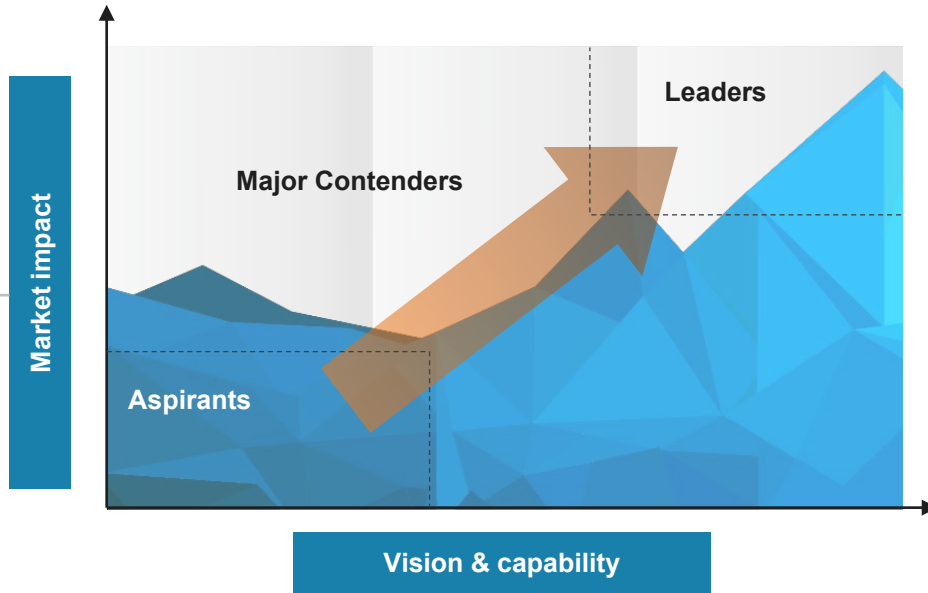 Leaders
Major Contenders
Market impact
Aspirants
Vision & capability